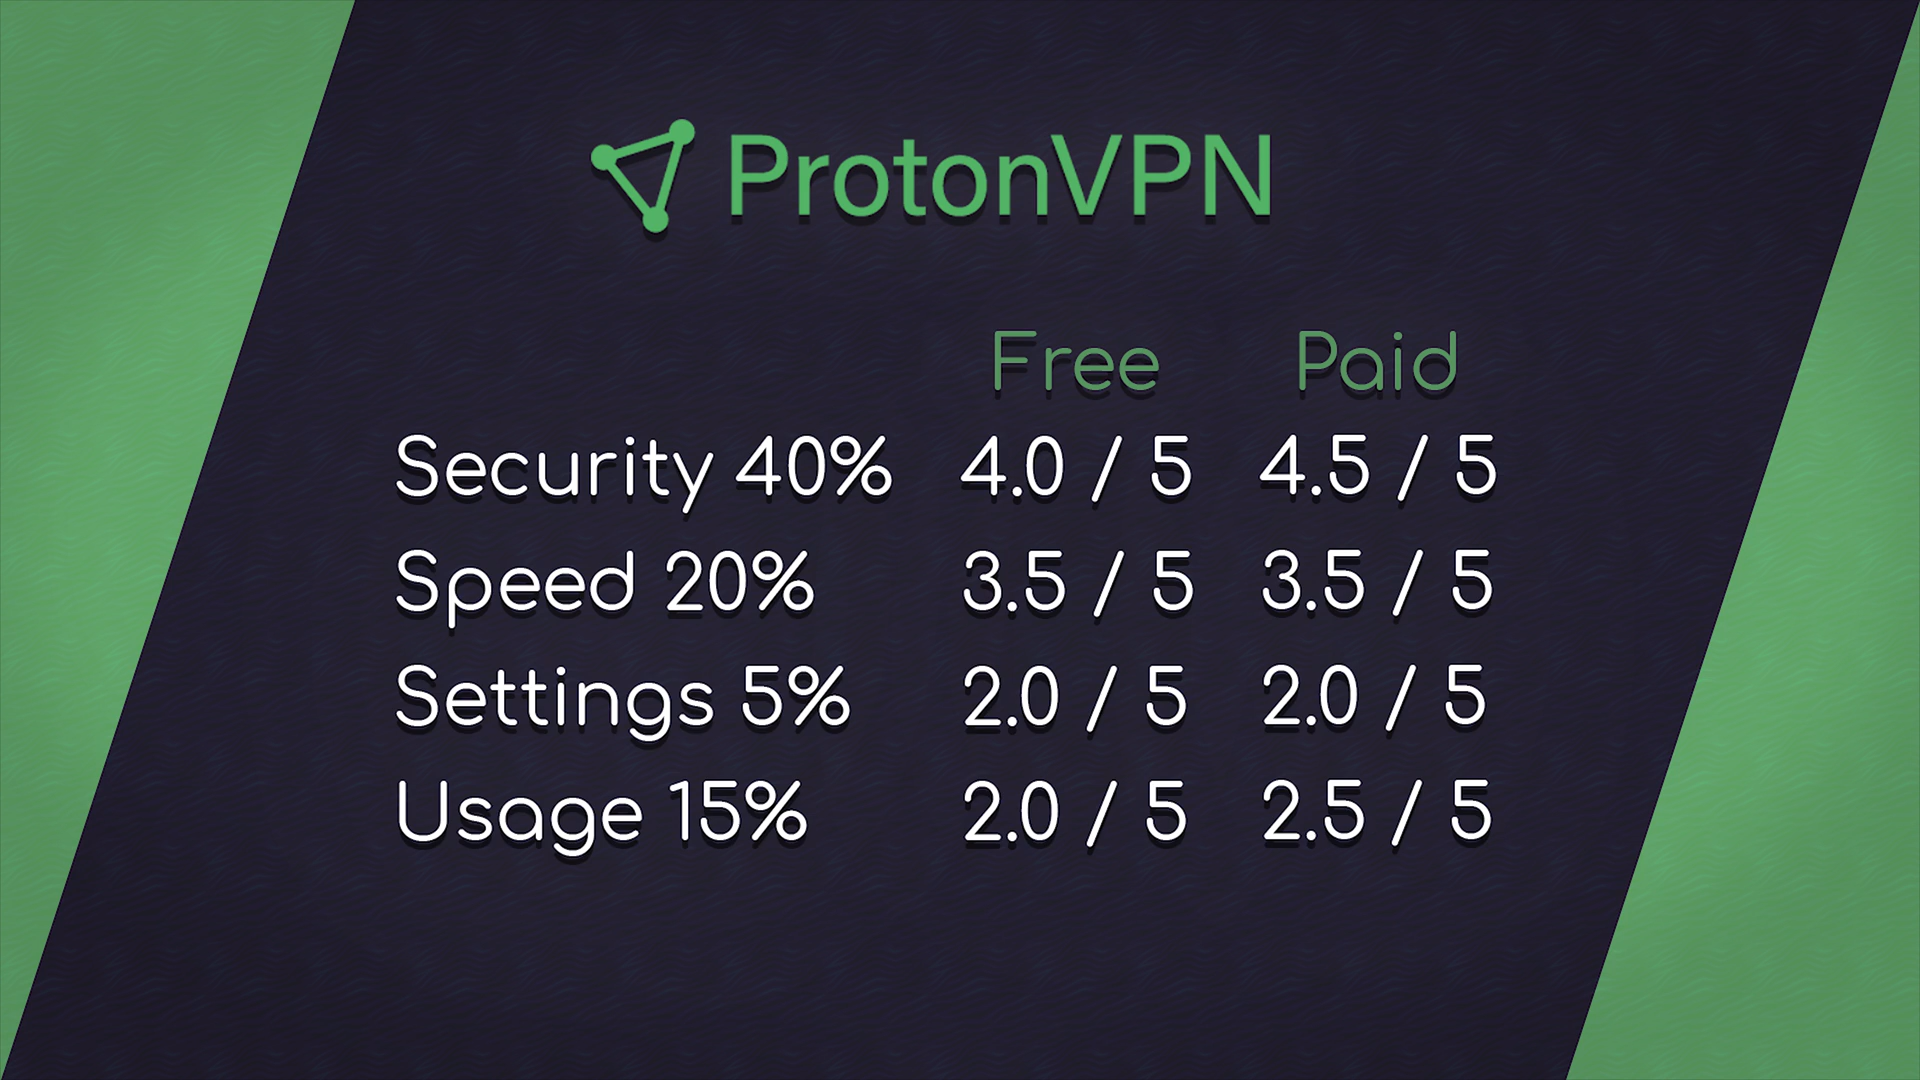 ProtonVPN
Free Paid
Security 40% 4.0 / 5 4.5 / 5
Speed 20% 3.5 / 5 3.5 / 5
Settings 5% 2.0 / 5 2.0 / 5
Usage 15% 2.0 / 5 2.5 / 5